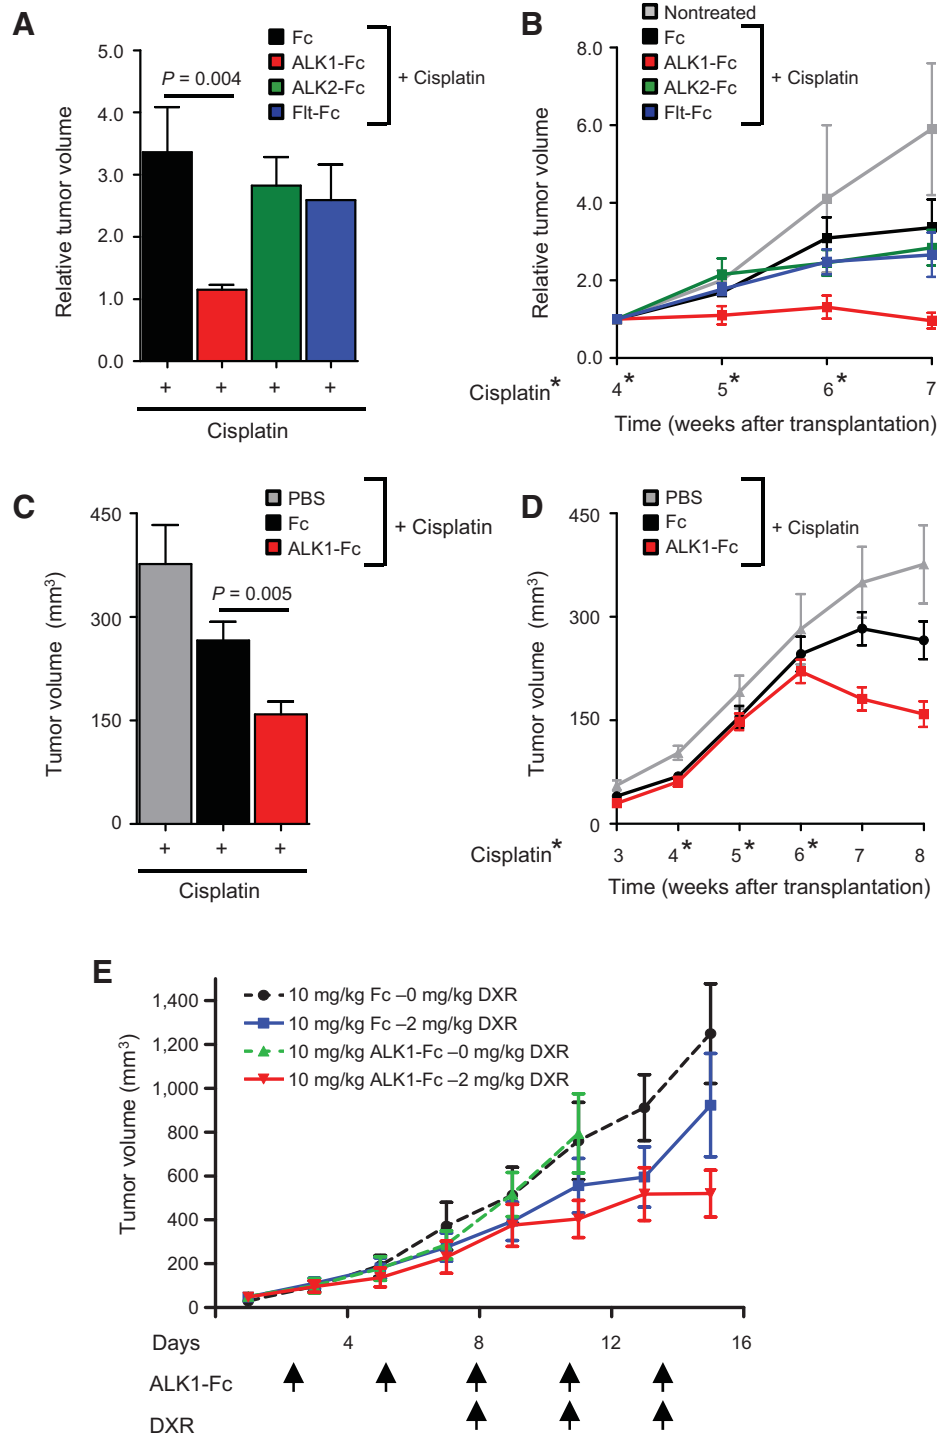 A
Fc
ALK1-Fc
ALK2-Fc
Flt-Fc
+ Cisplatin
P = 0.004
Relative tumor volume
5.0
4.0
3.0
2.0
1.0
0.0
+ + + +
Cisplatin
B
Nontreated
Fc
ALK1-Fc
ALK2-Fc
Flt-Fc
+ Cisplatin
Relative tumor volume
8.0
6.0
4.0
2.0
0.0
Cisplatin* 4* 5* 6* 7
Time (weeks after transplantation)
C
PBS
Fc
ALK1-Fc
+ Cisplatin
P = 0.005
Tumor volume (mm³)
450
300
150
0
+ + +
Cisplatin
D
PBS
Fc
ALK1-Fc
+ Cisplatin
Tumor volume (mm³)
450
300
150
0
Cisplatin* 3 4* 5* 6* 7 8
Time (weeks after transplantation)
E
10 mg/kg Fc –0 mg/kg DXR
10 mg/kg Fc –2 mg/kg DXR
10 mg/kg ALK1-Fc –0 mg/kg DXR
10 mg/kg ALK1-Fc –2 mg/kg DXR
Tumor volume (mm³)
1,400
1,200
1,000
800
600
400
200
0
Days 4 8 12 16
ALK1-Fc
DXR